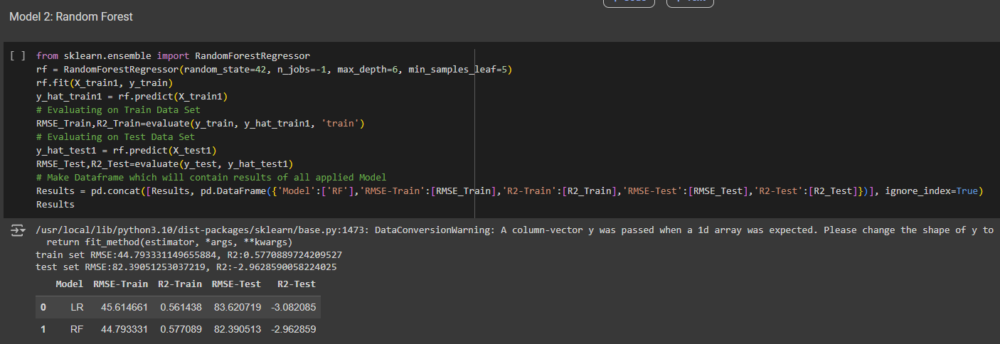 Model 2: Random Forest
[ ] from sklearn.ensemble import RandomForestRegressor
rf = RandomForestRegressor(random_state=42, n_jobs=-1, max_depth=6, min_samples_leaf=5)
rf.fit(X_train1, y_train)
y_hat_train1 = rf.predict(X_train1)
# Evaluating on Train Data Set
RMSE_Train,R2_Train=evaluate(y_train, y_hat_train1, 'train')
# Evaluating on Test Data Set
y_hat_test1 = rf.predict(X_test1)
RMSE_Test,R2_Test=evaluate(y_test, y_hat_test1)
# Make Dataframe which will contain results of all applied Model
Results = pd.concat([Results, pd.DataFrame({'Model':['RF'],'RMSE-Train':[RMSE_Train],'R2-Train':[R2_Train],'RMSE-Test':[RMSE_Test],'R2-Test':[R2_Test]})], ignore_index=True)
Results
/usr/local/lib/python3.10/dist-packages/sklearn/base.py:1473: DataConversionWarning: A column-vector y was passed when a 1d array was expected. Please change the shape of y to
return fit_method(estimator, *args, **kwargs)
train set RMSE:44.793331149655884, R2:0.5770889724209527
test set RMSE:82.39051253037219, R2:-2.9628590058224025
Model RMSE-Train R2-Train RMSE-Test R2-Test
0 LR 45.614661 0.561438 83.620719 -3.082085
1 RF 44.793331 0.577089 82.390513 -2.962859